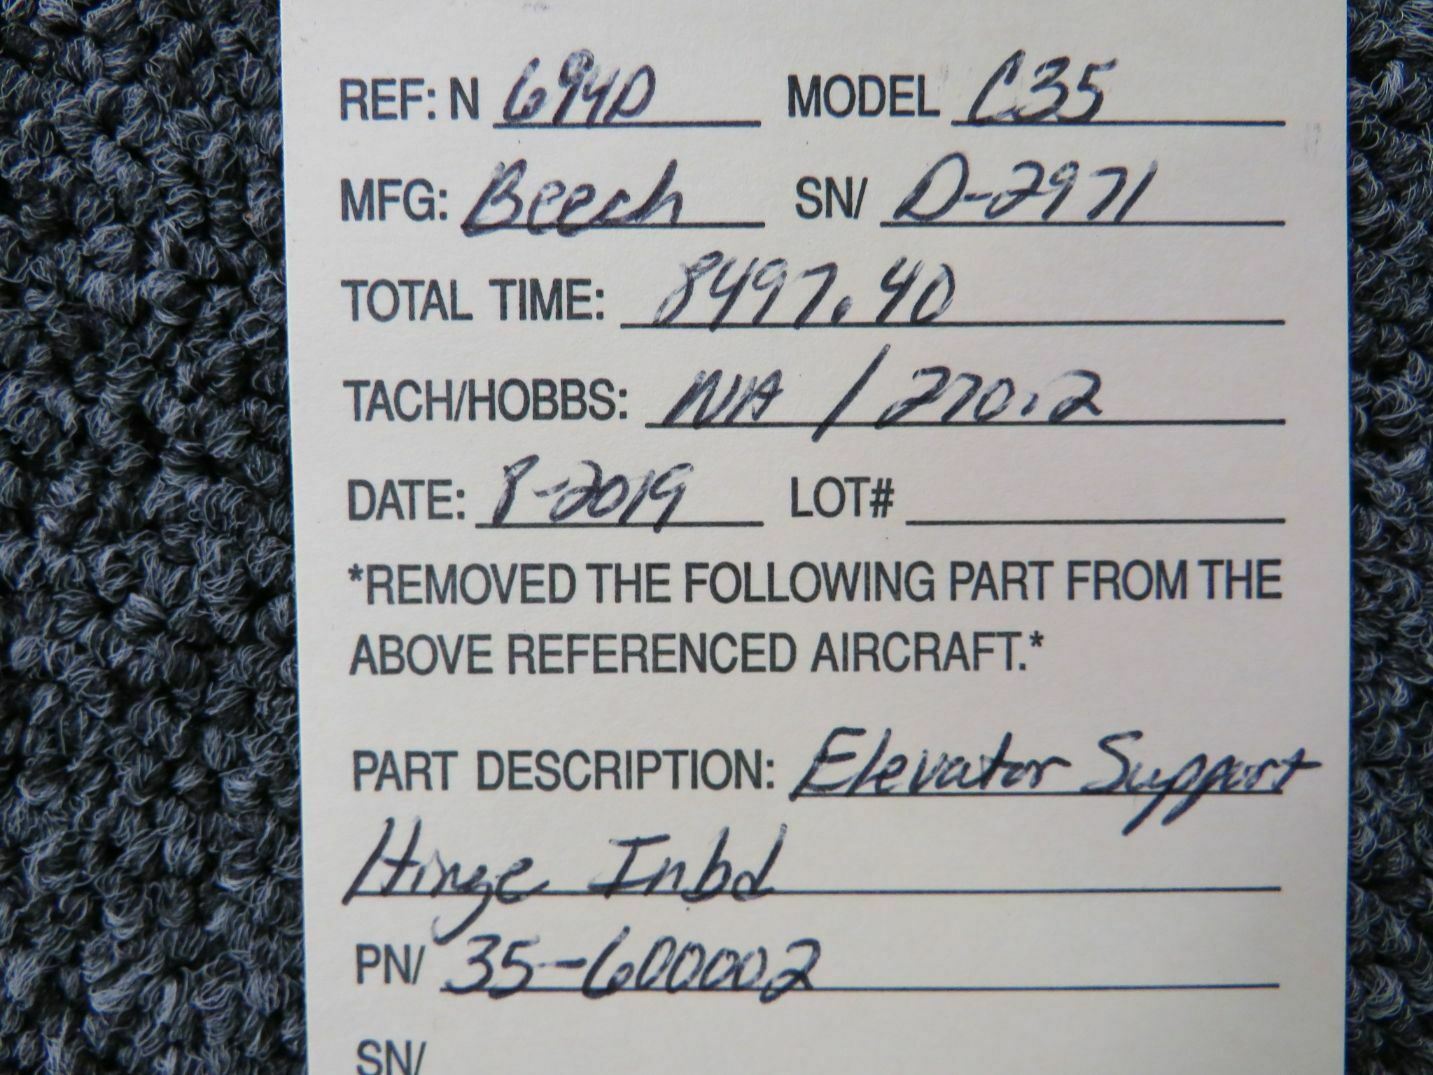 REF: N 694D MODEL C35
MFG: Beech SN/ D-2971
TOTAL TIME: 8497.40
TACH/HOBBS: N/A / 270.2
DATE: 8-2019 LOT#
*REMOVED THE FOLLOWING PART FROM THE
ABOVE REFERENCED AIRCRAFT.*
PART DESCRIPTION: Elevator Support
Hinge Inbd
PN/ 35-600002
SN/